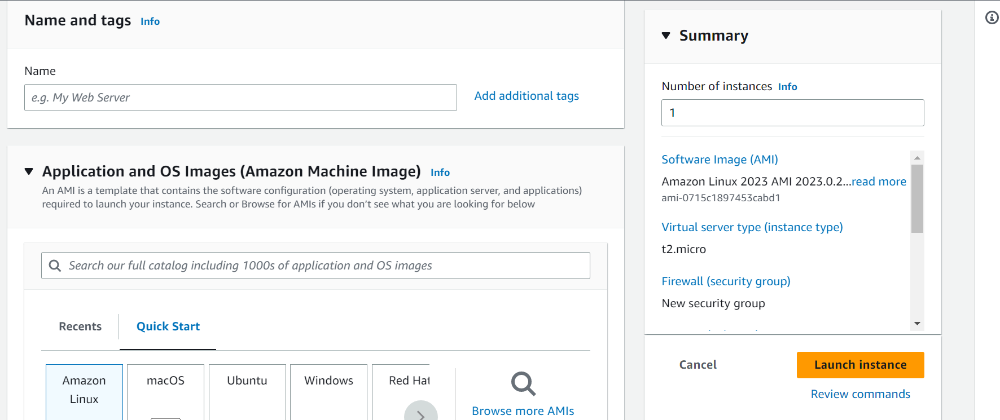 Name and tags Info
Name
e.g. My Web Server
Add additional tags
Application and OS Images (Amazon Machine Image) Info
An AMI is a template that contains the software configuration (operating system, application server, and applications)
required to launch your instance. Search or Browse for AMIs if you don’t see what you are looking for below
Search our full catalog including 1000s of application and OS images
Recents
Quick Start
Amazon
Linux
macOS
Ubuntu
Windows
Red Hat
Browse more AMIs
Summary
Number of instances Info
1
Software Image (AMI)
Amazon Linux 2023 AMI 2023.0.2...read more
ami-0715c1897453cabd1
Virtual server type (instance type)
t2.micro
Firewall (security group)
New security group
Cancel
Launch instance
Review commands